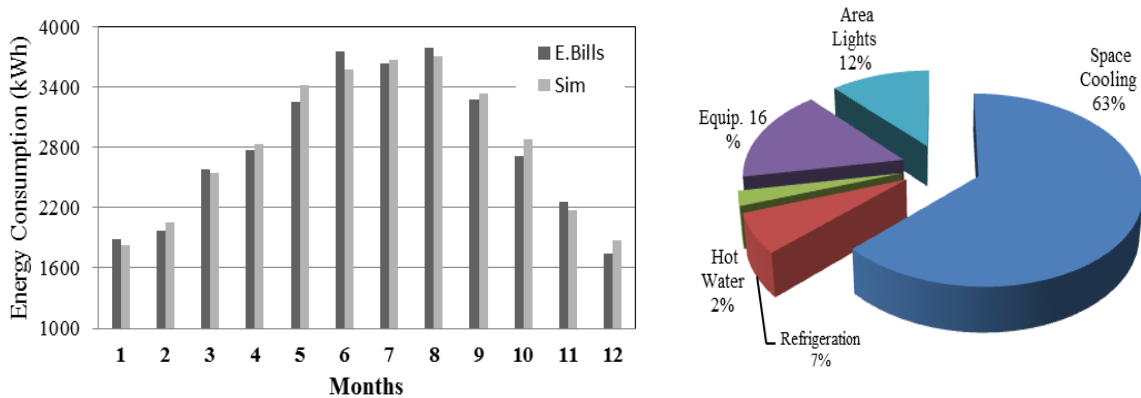 Energy Consumption (kWh)
4000
3400
2800
2200
1600
1000
E.Bills
Sim
1 2 3 4 5 6 7 8 9 10 11 12
Months
Area
Lights
12%
Space
Cooling
63%
Equip. 16
%
Hot
Water
2%
Refrigeration
7%